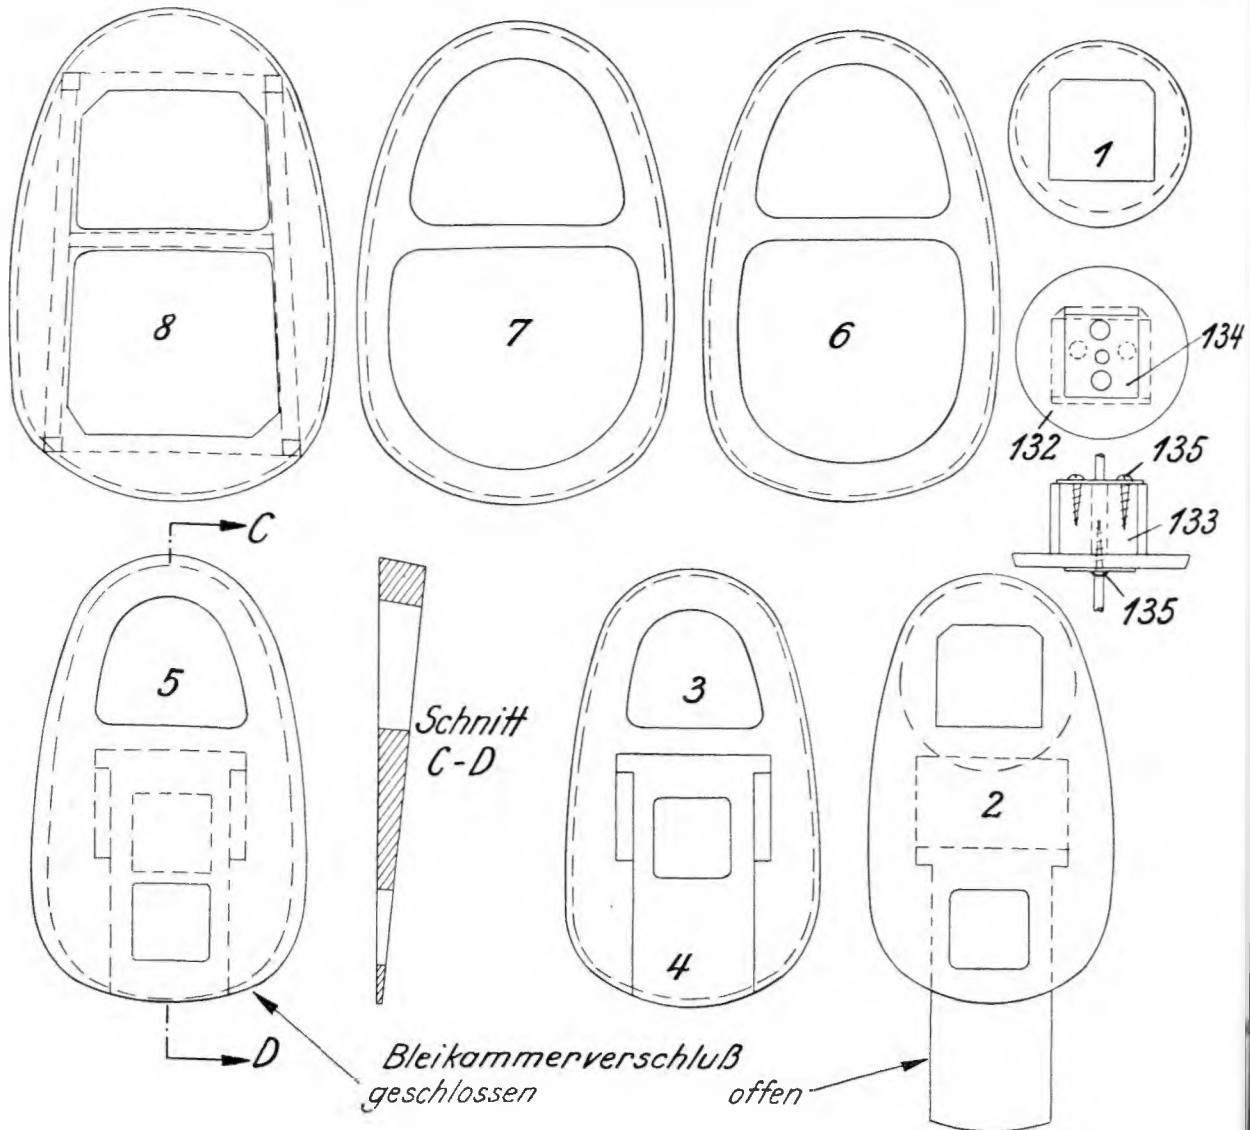 8
7
6
1
134
132
135
133
135
C
5
Schnitt
C-D
3
4
2
D
Bleikammerverschluß
geschlossen
offen